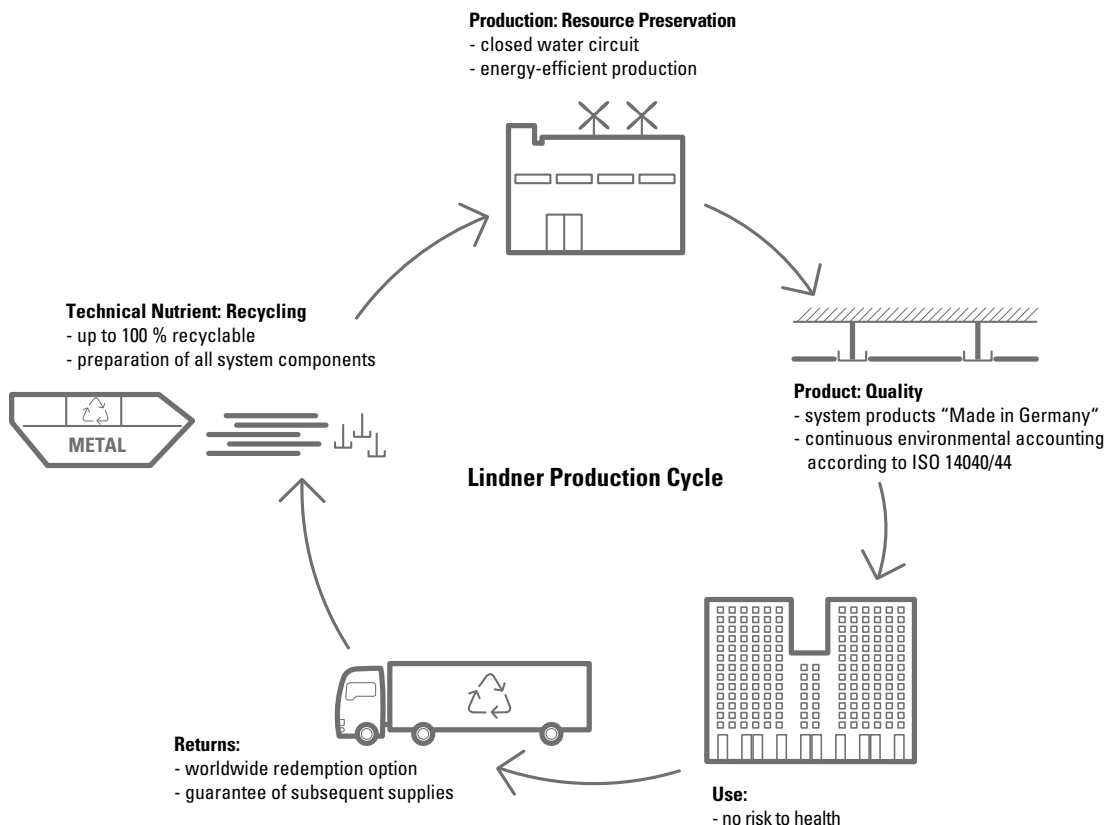 Production: Resource Preservation
- closed water circuit
- energy-efficient production
Technical Nutrient: Recycling
- up to 100 % recyclable
- preparation of all system components
METAL
Product: Quality
- system products “Made in Germany“
- continuous environmental accounting
according to ISO 14040/44
Lindner Production Cycle
Returns:
- worldwide redemption option
- guarantee of subsequent supplies
Use:
- no risk to health